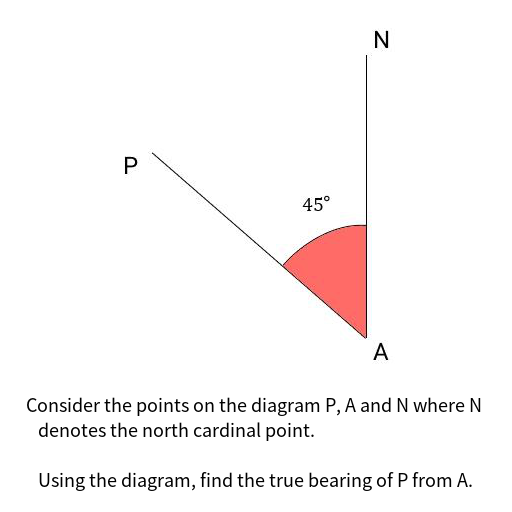 N
P
45°
A
Consider the points on the diagram P, A and N where N
denotes the north cardinal point.
Using the diagram, find the true bearing of P from A.